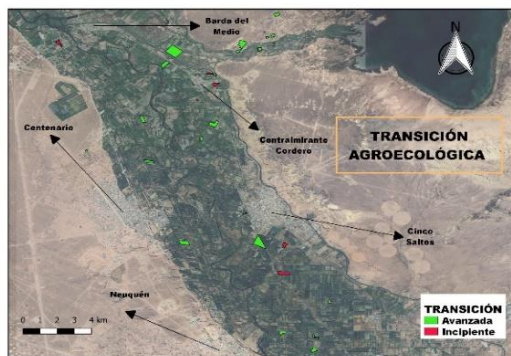 Barda del
Medio
N
Centenario
TRANSICIÓN
AGROECOLÓGICA
Contralmirante
Cordero
Cinco
Saltos
Neuquén
0 1 2 3 4 km
TRANSICIÓN
Avanzada
Incipiente